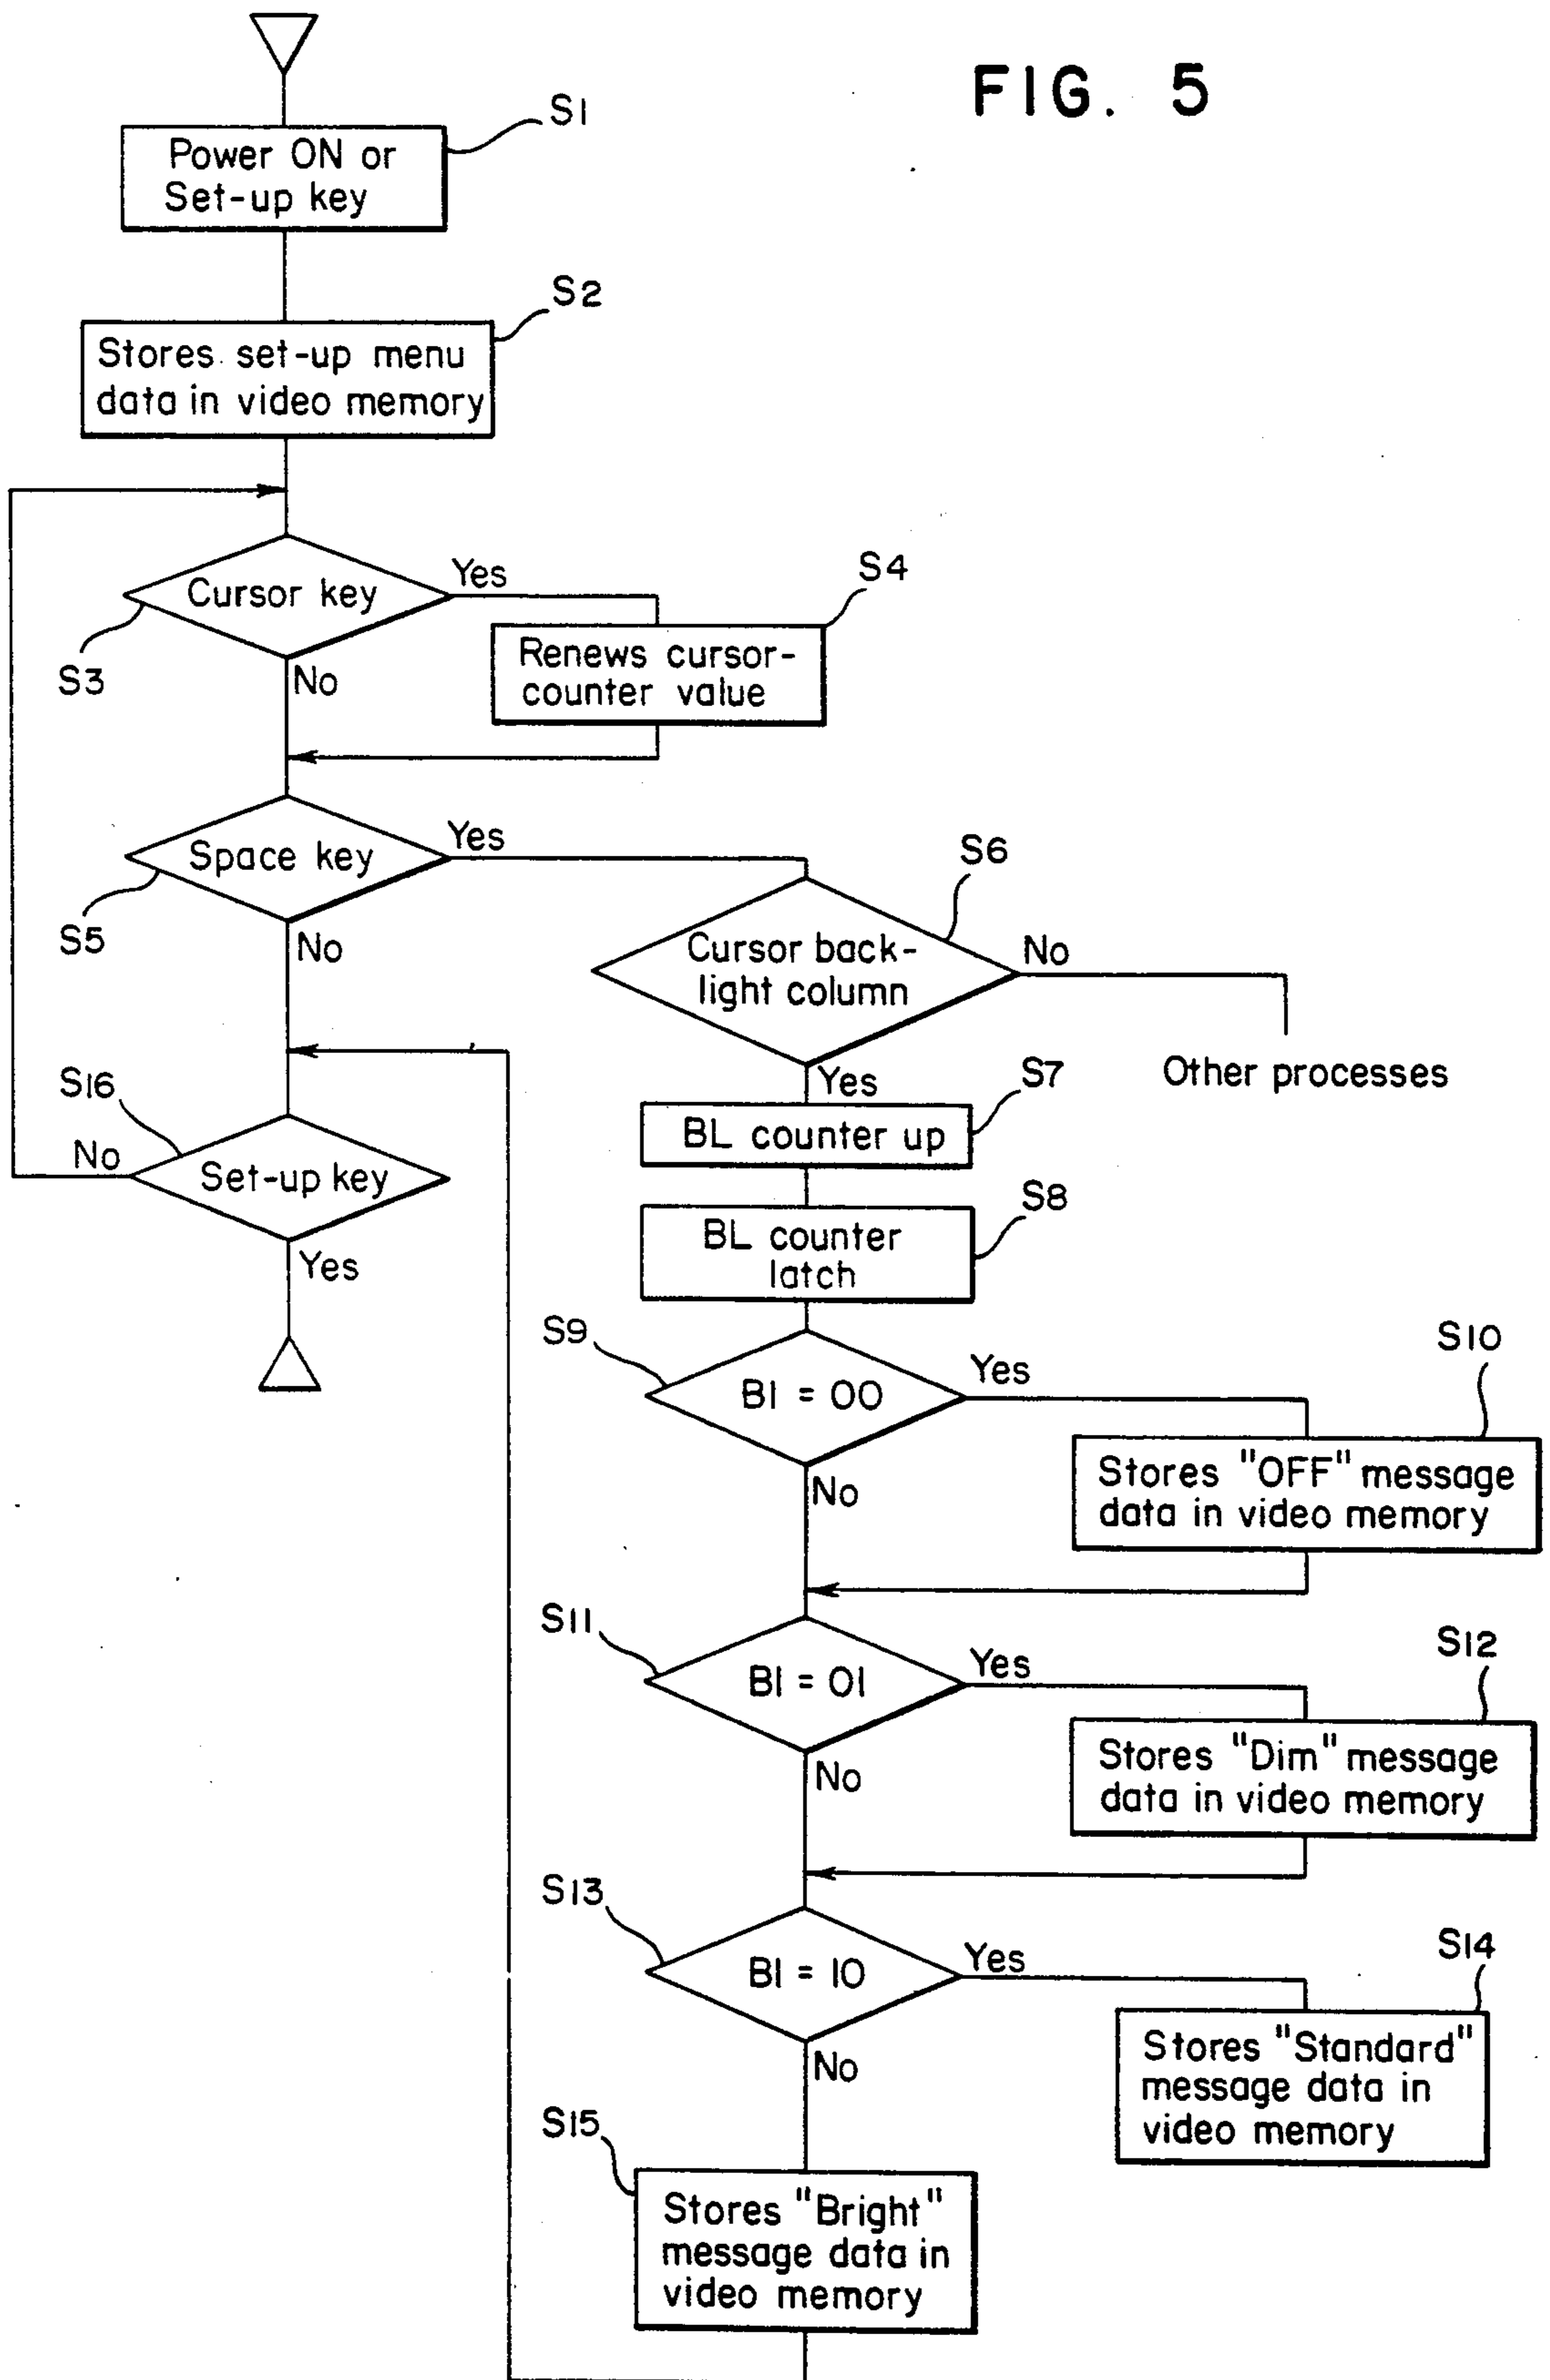 FIG. 5
S1
Power ON or
Set-up key
S2
Stores set-up menu
data in video memory
Cursor key
Yes
S4
S3
No
Renews cursor-
counter value
Space key
Yes
S6
S5
No
Cursor back-
light column
No
Other processes
S16
No
Set-up key
Yes
Yes
S7
BL counter up
S8
BL counter
latch
S9
BI = 00
Yes
S10
No
Stores "OFF" message
data in video memory
S11
BI = 01
Yes
S12
No
Stores "Dim" message
data in video memory
S13
BI = 10
Yes
S14
No
Stores "Standard"
message data in
video memory
S15
Stores "Bright"
message data in
video memory